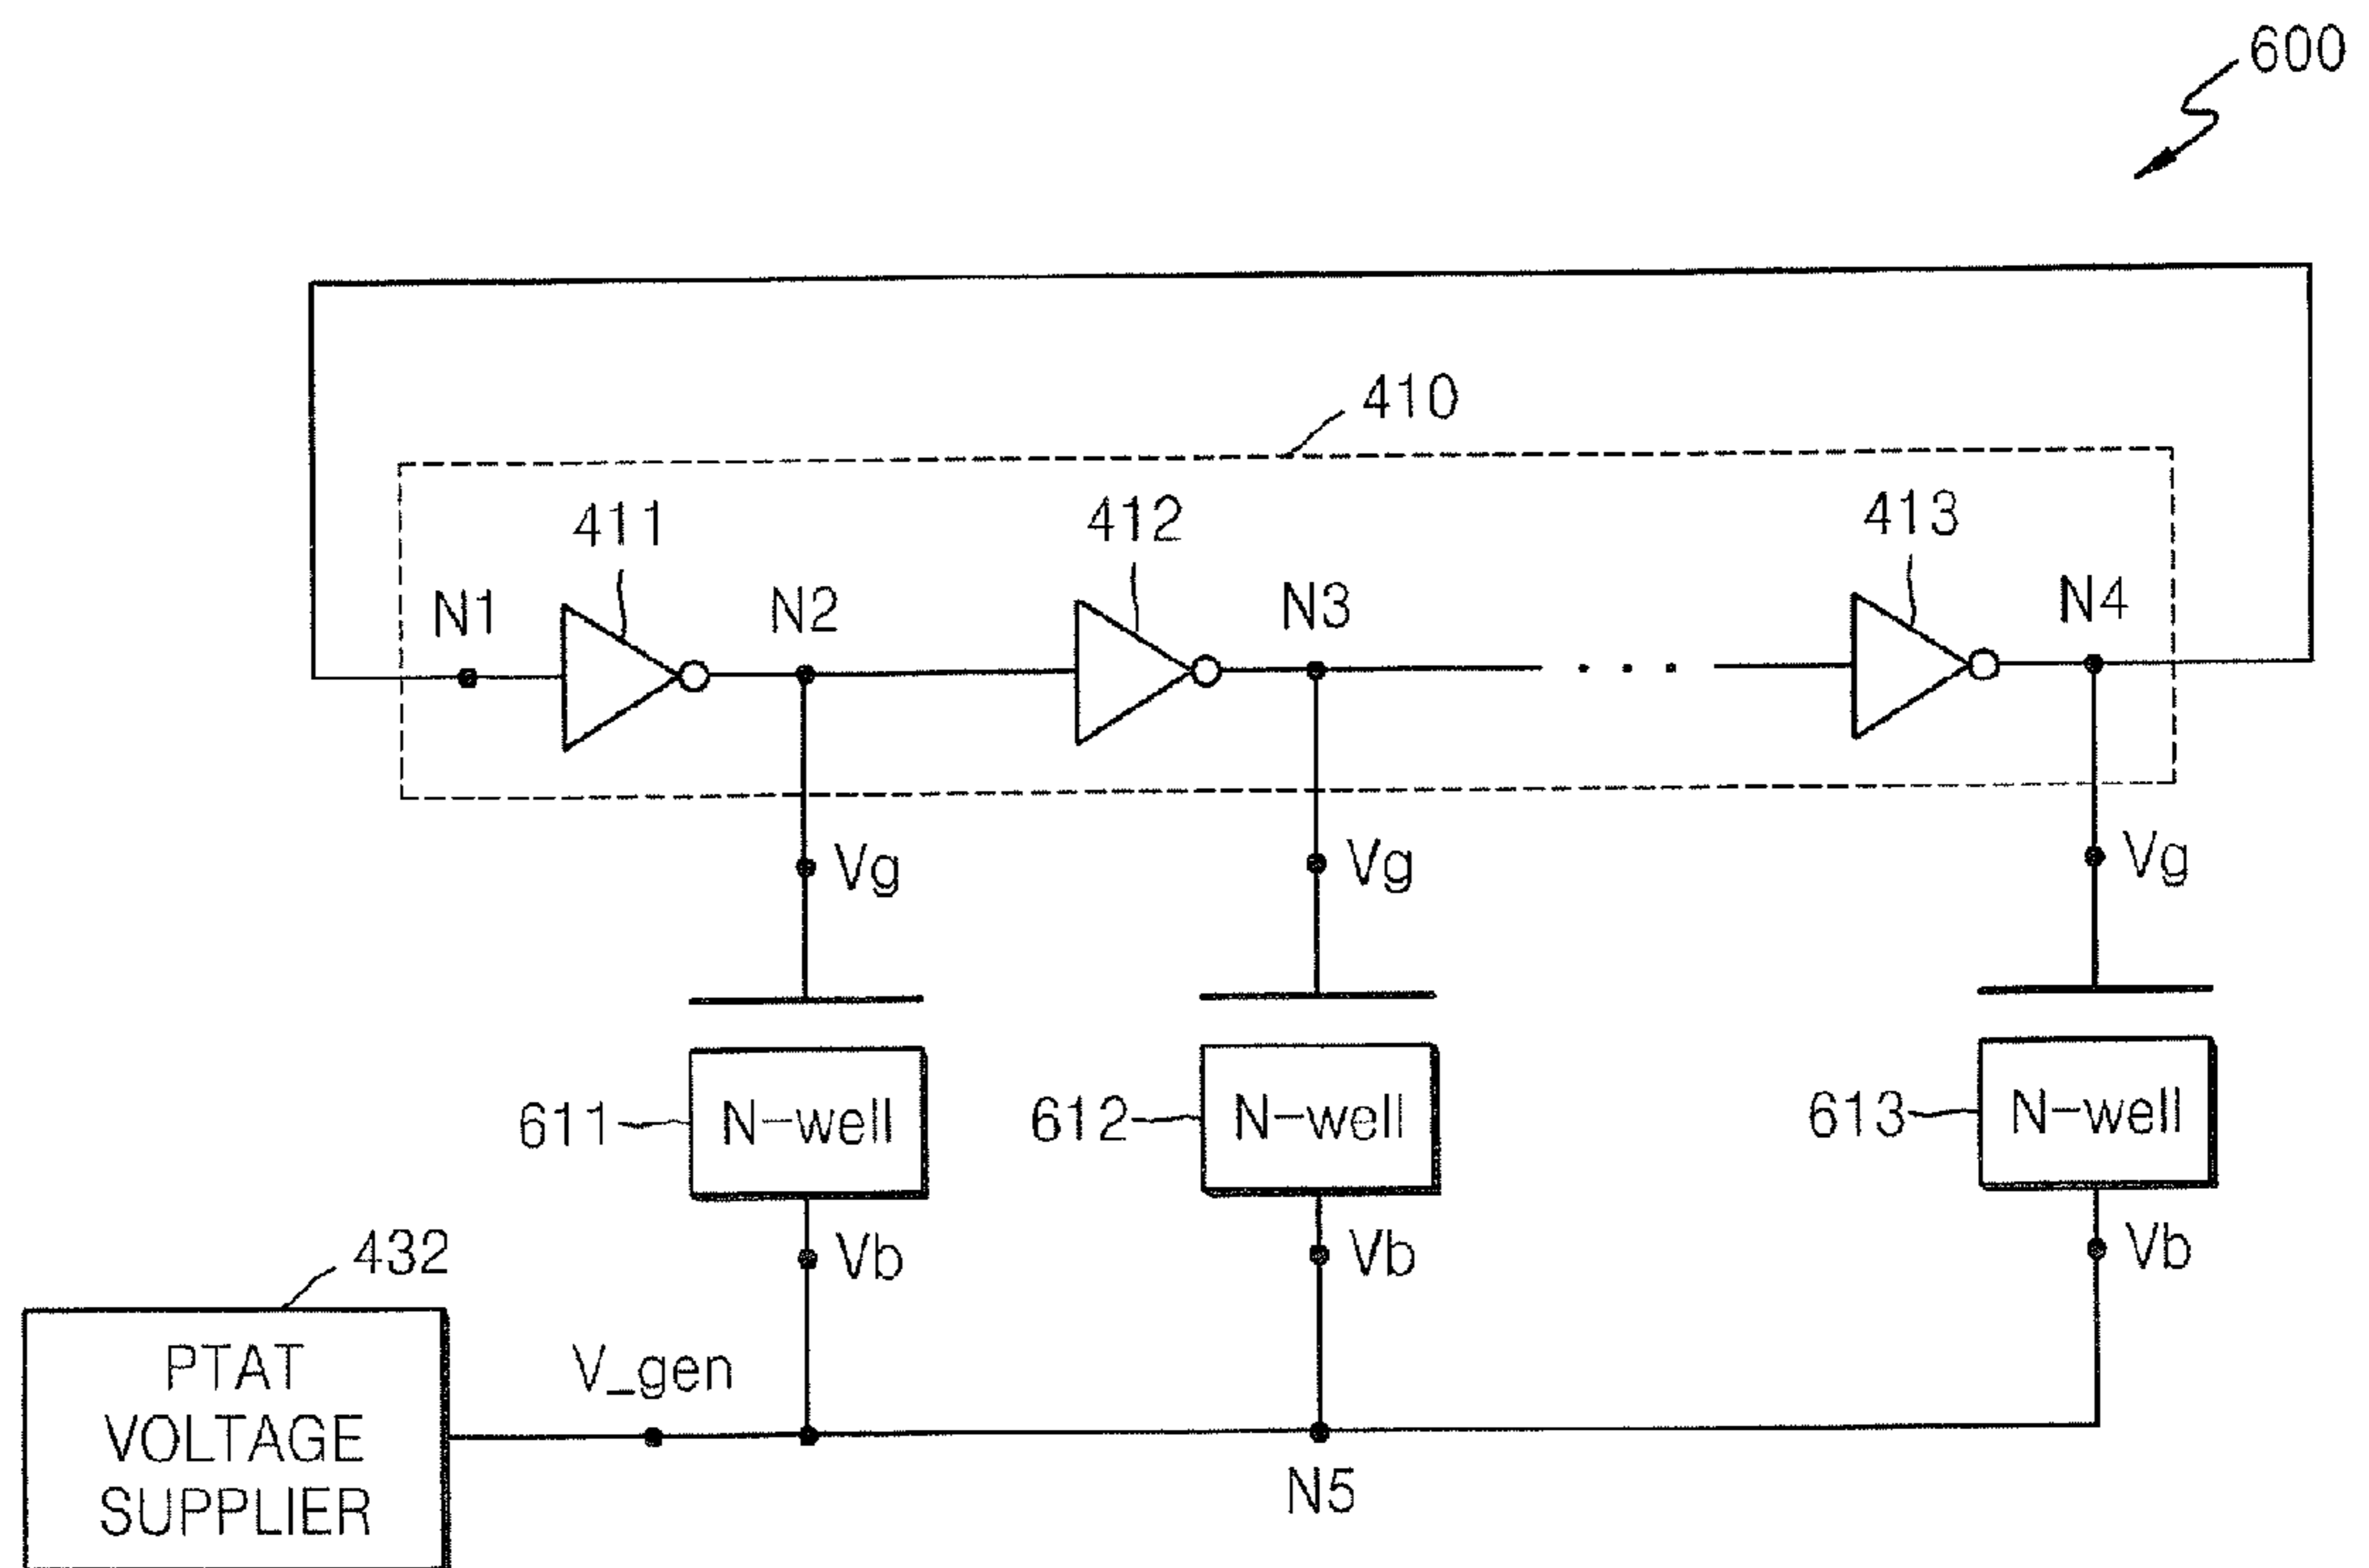 600
410
411
412
413
N1
N2
N3
N4
Vg
Vg
Vg
611
N-well
612
N-well
613
N-well
Vb
Vb
Vb
432
PTAT
VOLTAGE
SUPPLIER
V_gen
N5